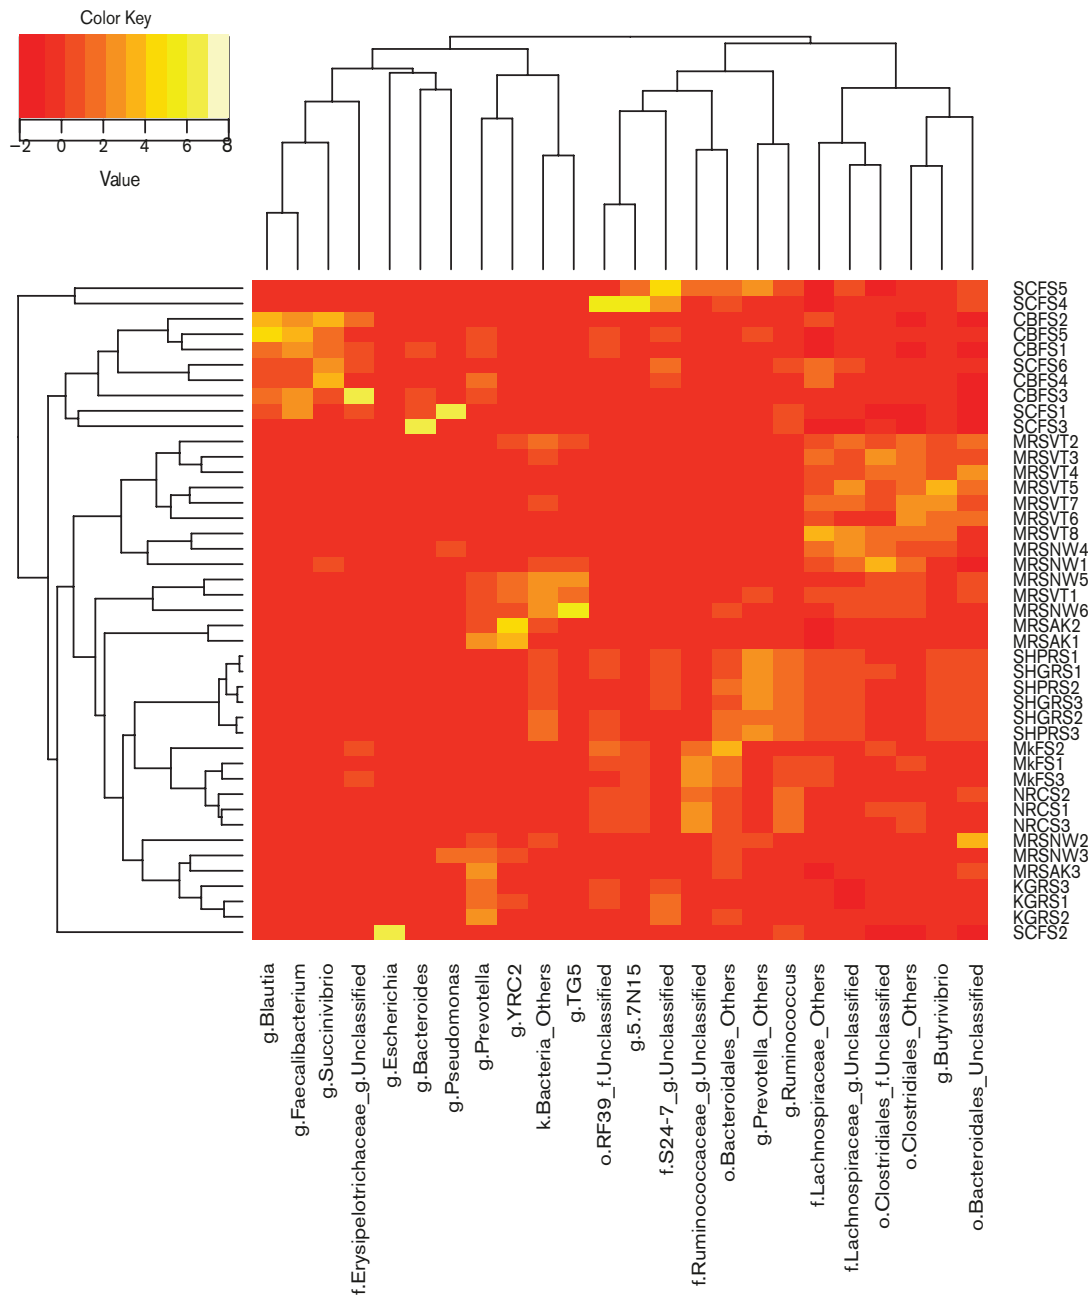 Color Key
−2 0 2 4 6 8
Value
SCFS5
SCFS4
CBFS2
CBFS5
CBFS1
SCFS6
CBFS4
CBFS3
SCFS1
SCFS3
MRSVT2
MRSVT3
MRSVT4
MRSVT5
MRSVT7
MRSVT6
MRSVT8
MRSNW4
MRSNW1
MRSNW5
MRSVT1
MRSNW6
MRSAK2
MRSAK1
SHPRS1
SHGRS1
SHPRS2
SHGRS3
SHGRS2
SHPRS3
MkFS2
MkFS1
MkFS3
NRCS2
NRCS1
NRCS3
MRSNW2
MRSNW3
MRSAK3
KGRS3
KGRS1
KGRS2
SCFS2
g.Blautia
g.Faecalibacterium
g.Succinivibrio
f.Erysipelotrichaceae_g.Unclassified
g.Escherichia
g.Bacteroides
g.Pseudomonas
g.Prevotella
g.YRC2
k.Bacteria_Others
g.TG5
o.RF39_f.Unclassified
g.5.7N15
f.S24-7_g.Unclassified
f.Ruminococcaceae_g.Unclassified
o.Bacteroidales_Others
g.Prevotella_Others
g.Ruminococcus
f.Lachnospiraceae_Others
f.Lachnospiraceae_g.Unclassified
o.Clostridiales_f.Unclassified
o.Clostridiales_Others
g.Butyrivibrio
o.Bacteroidales_Unclassified